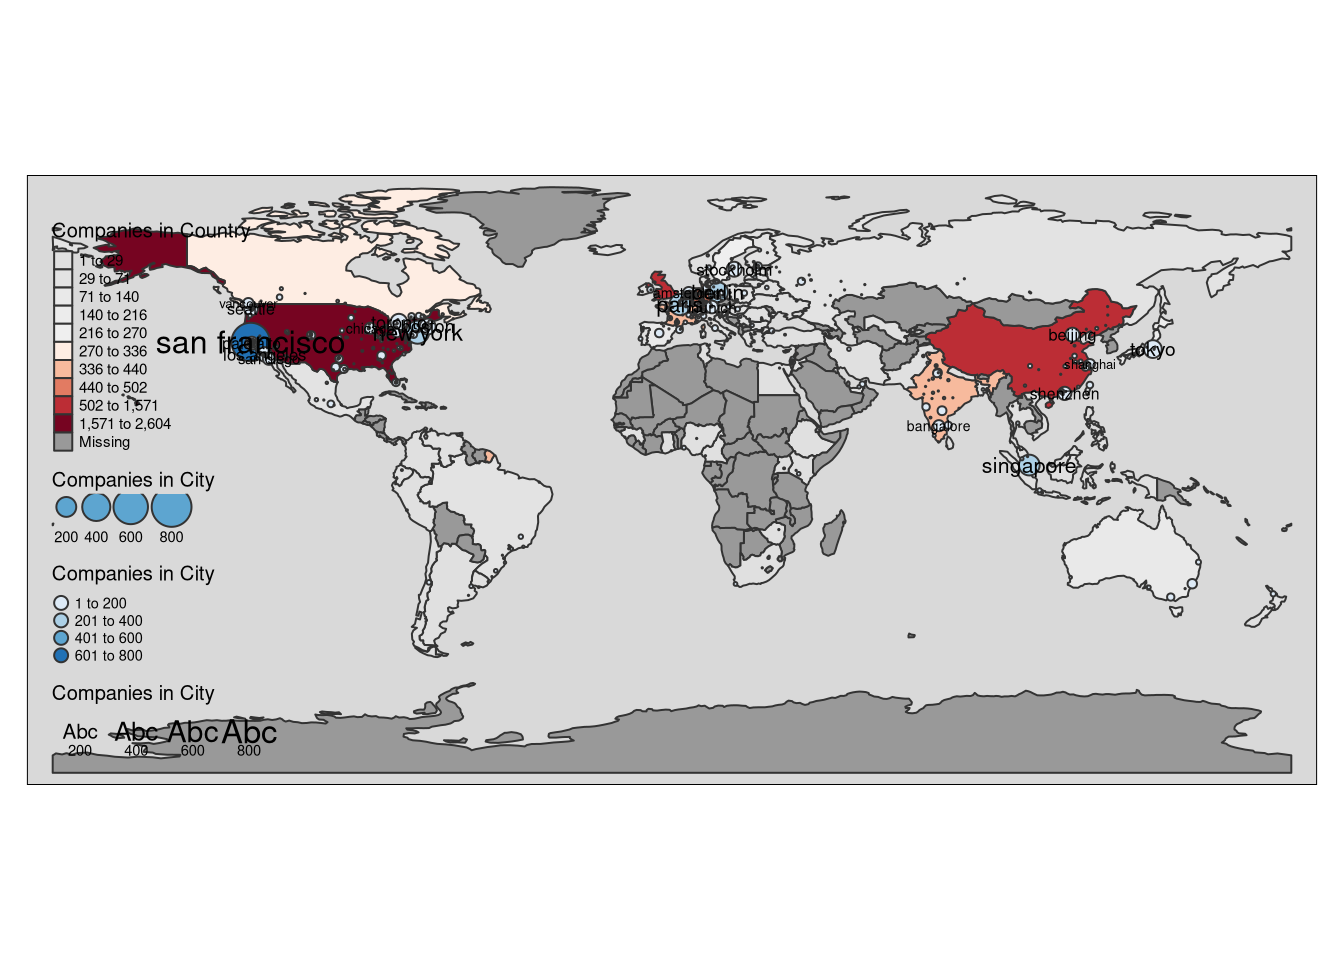 Companies in Country
1 to 29
29 to 71
71 to 140
140 to 216
216 to 270
270 to 336
336 to 440
440 to 502
502 to 1,571
1,571 to 2,604
Missing
Companies in City
200 400 600 800
Companies in City
1 to 200
201 to 400
401 to 600
601 to 800
Companies in City
Abc Abc Abc Abc
200 400 600 800
vancouver
seattle
san francisco
los angeles
san diego
toronto
new york
stockholm
berlin
paris
beijing
tokyo
shanghai
shenzhen
bangalore
singapore